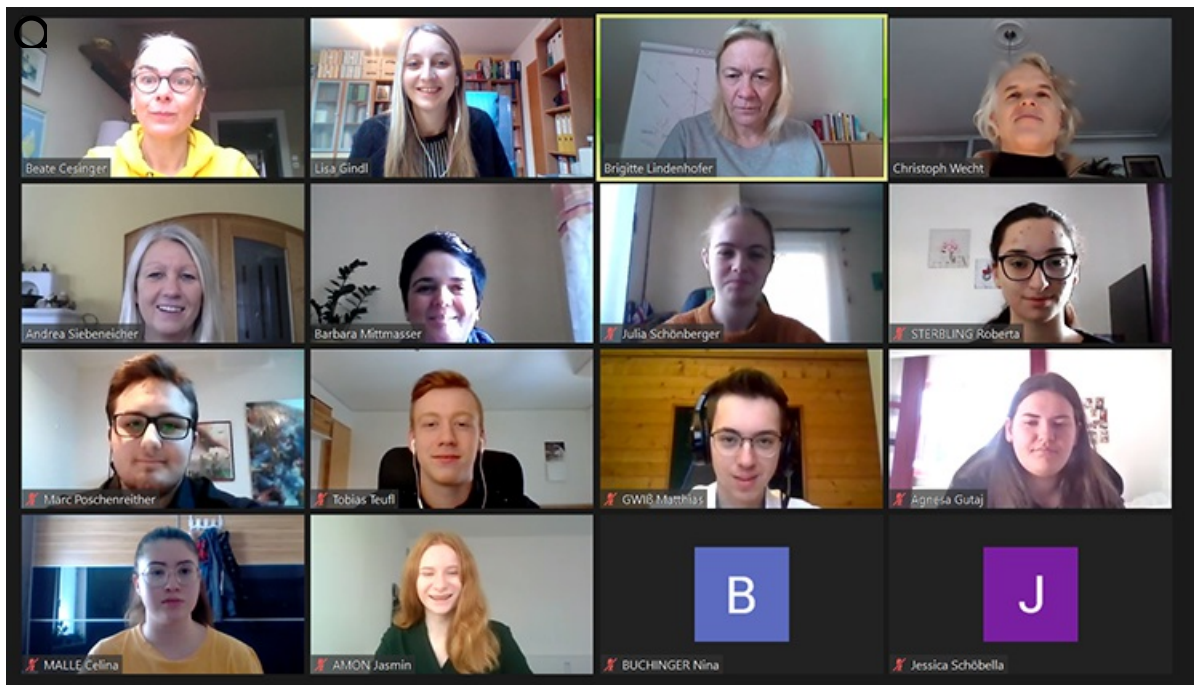 Beate Cesinger
Lisa Gindl
Brigitte Lindenhofer
Christoph Wecht
Andrea Siebeneicher
Barbara Mittmasser
Julia Schönberger
STERBLING Roberta
Marc Poschenreither
Tobias Teufl
GWIß Matthias
Agnesa Gutaj
MALLE Celina
AMON Jasmin
B
BUCHINGER Nina
J
Jessica Schöbella